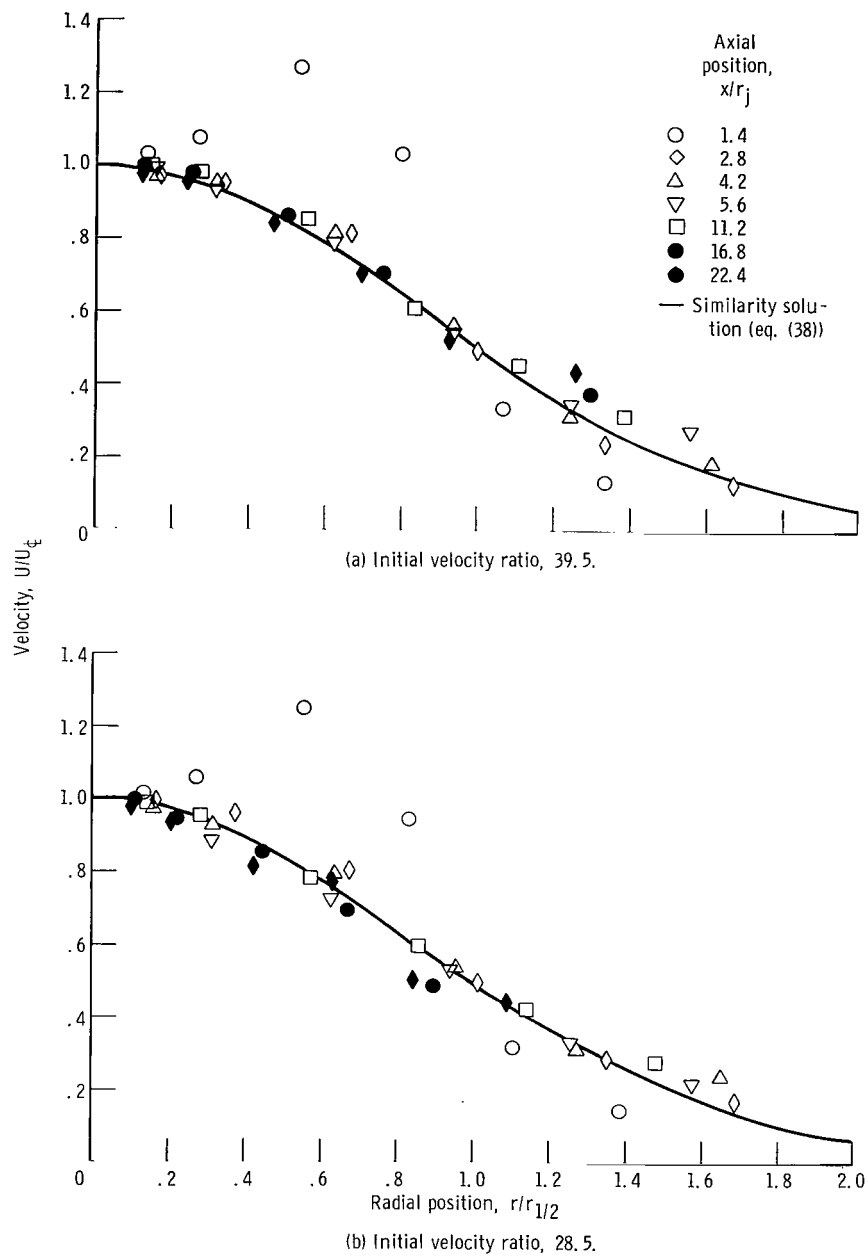 1.4
1.2
1.0
.8
.6
.4
.2
0
Axial
position,
x/rj
1.4
2.8
4.2
5.6
11.2
16.8
22.4
Similarity solu-
tion (eq. (38))
(a) Initial velocity ratio, 39.5.
Velocity, U/U℄
1.4
1.2
1.0
.8
.6
.4
.2
0 .2 .4 .6 .8 1.0 1.2 1.4 1.6 1.8 2.0
Radial position, r/r1/2
(b) Initial velocity ratio, 28.5.